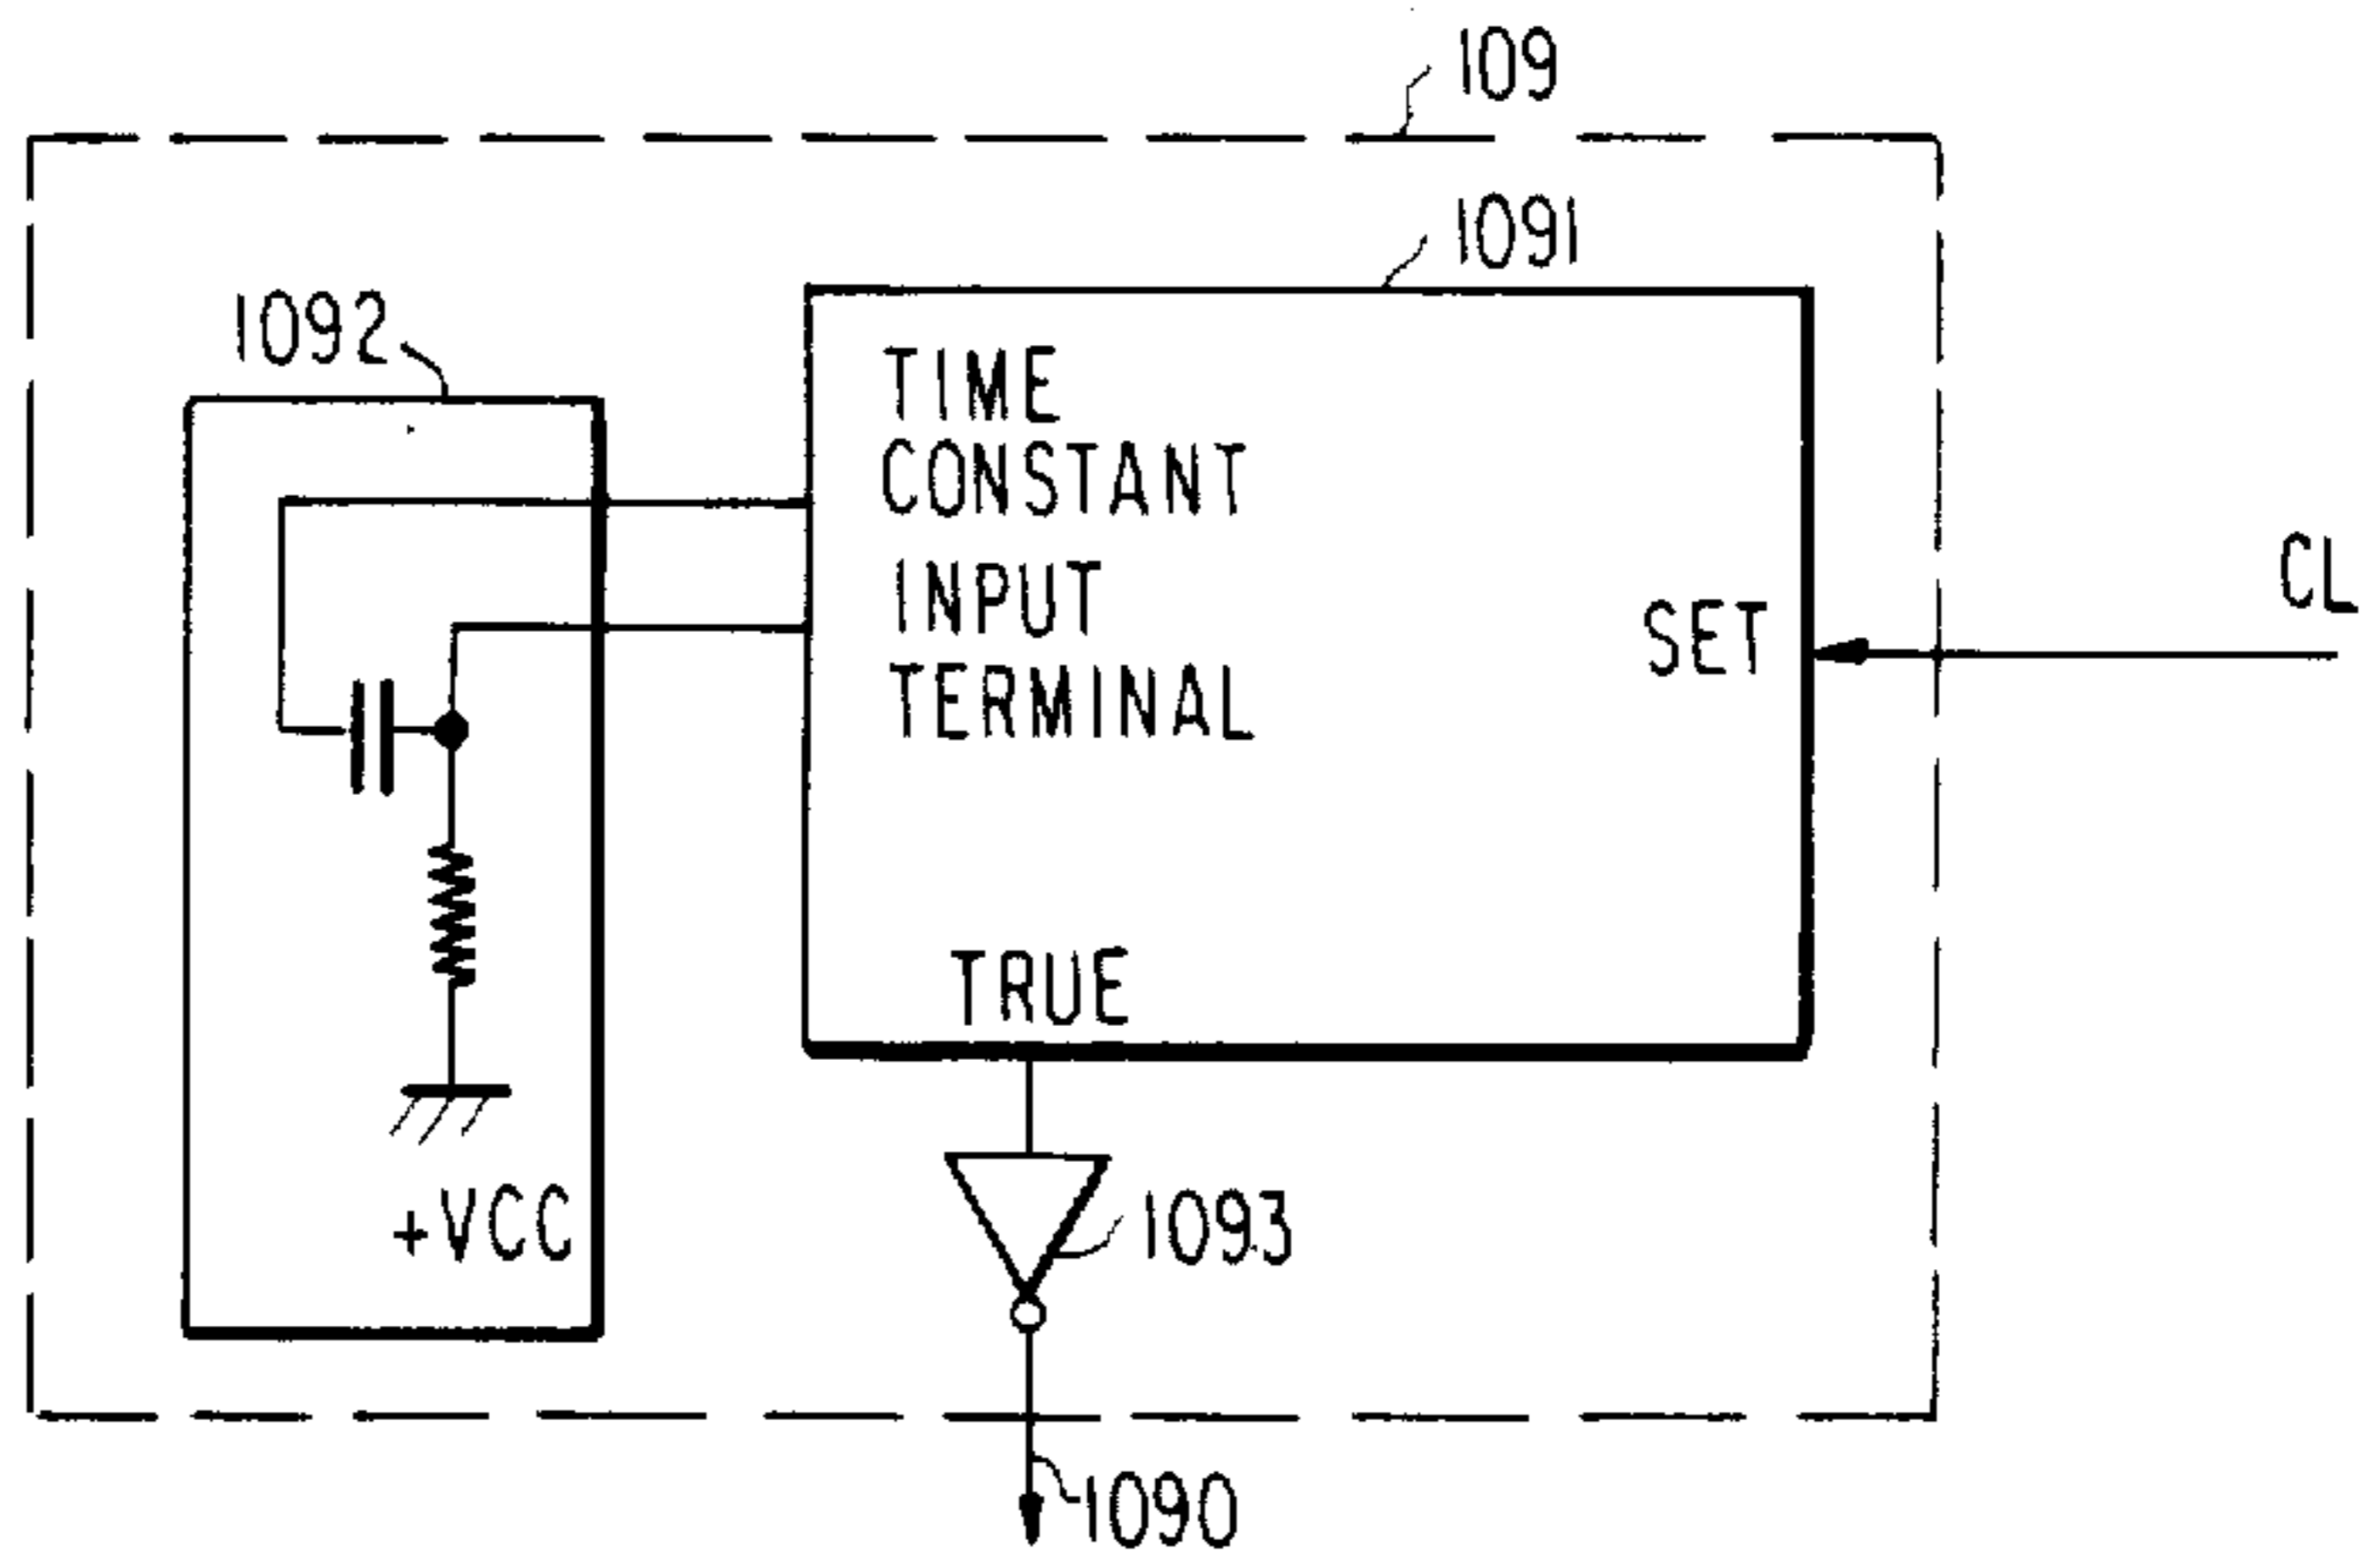 109
1091
1092
TIME
CONSTANT
INPUT
TERMINAL
SET
CL
TRUE
+VCC
1093
1090